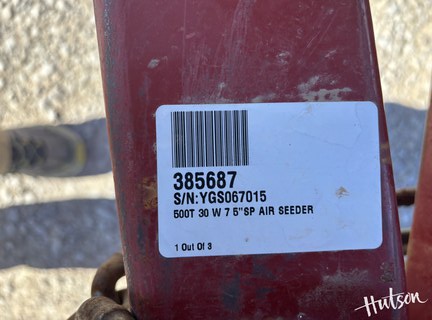 385687
S/N:YGS067015
500T 30 W 7 5"SP AIR SEEDER
1 Out Of 3
Hutson